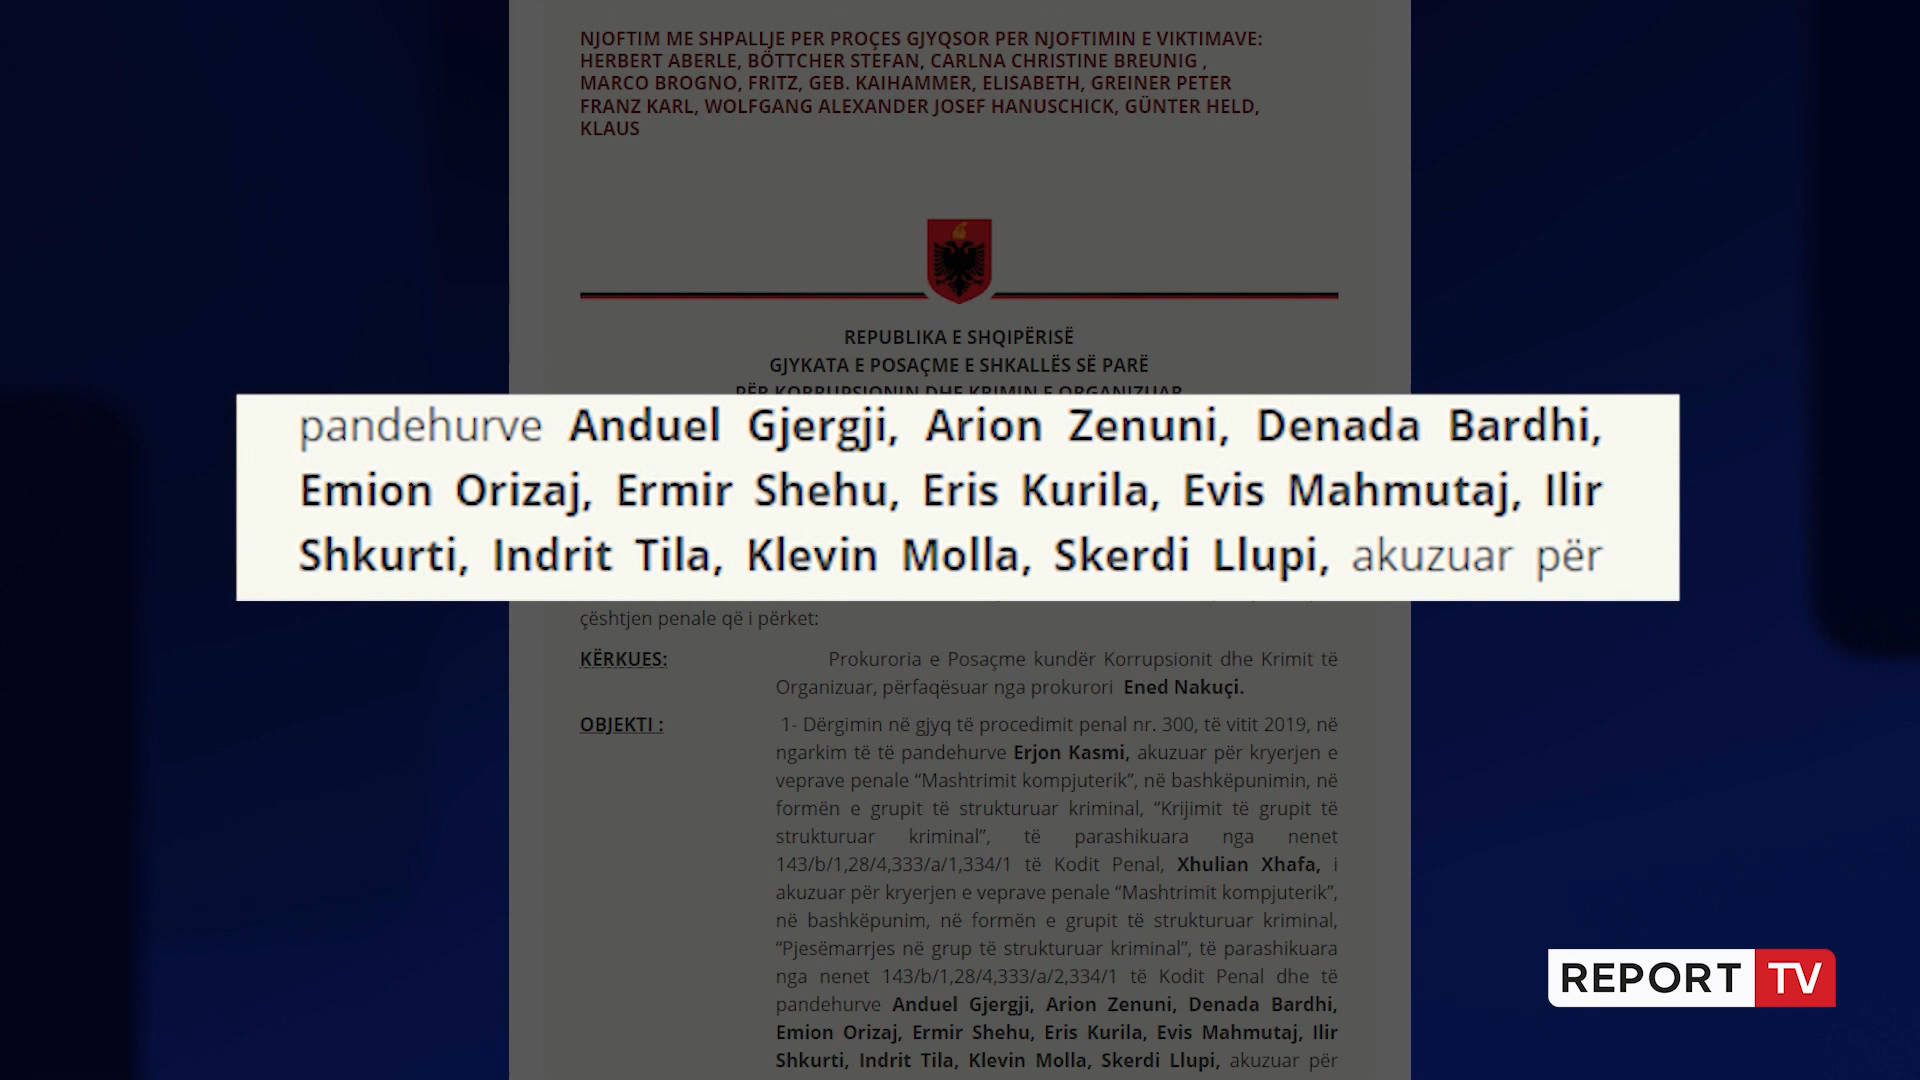 NJOFTIM ME SHPALLJE PER PROÇES GJYQSOR PER NJOFTIMIN E VIKTIMAVE:
HERBERT ABERLE, BÖTTCHER STEFAN, CARLNA CHRISTINE BREUNIG ,
MARCO BROGNO, FRITZ, GEB. KAIHAMMER, ELISABETH, GREINER PETER
FRANZ KARL, WOLFGANG ALEXANDER JOSEF HANUSCHICK, GÜNTER HELD,
KLAUS
REPUBLIKA E SHQIPËRISË
GJYKATA E POSAÇME E SHKALLËS SË PARË
PËR KORRUPSIONIN DHE KRIMIN E ORGANIZUAR
pandehurve Anduel Gjergji, Arion Zenuni, Denada Bardhi,
Emion Orizaj, Ermir Shehu, Eris Kurila, Evis Mahmutaj, Ilir
Shkurti, Indrit Tila, Klevin Molla, Skerdi Llupi, akuzuar për
çështjen penale që i përket:
KËRKUES: Prokuroria e Posaçme kundër Korrupsionit dhe Krimit të
Organizuar, përfaqësuar nga prokurori Ened Nakuçi.
OBJEKTI : 1- Dërgimin në gjyq të procedimit penal nr. 300, të vitit 2019, në
ngarkim të të pandehurve Erjon Kasmi, akuzuar për kryerjen e
veprave penale “Mashtrimit kompjuterik”, në bashkëpunimin, në
formën e grupit të strukturuar kriminal, “Krijimit të grupit të
strukturuar kriminal”, të parashikuara nga nenet
143/b/1,28/4,333/a/1,334/1 të Kodit Penal, Xhulian Xhafa, i
akuzuar për kryerjen e veprave penale “Mashtrimit kompjuterik”,
në bashkëpunim, në formën e grupit të strukturuar kriminal,
“Pjesëmarrjes në grup të strukturuar kriminal”, të parashikuara
nga nenet 143/b/1,28/4,333/a/2,334/1 të Kodit Penal dhe të
pandehurve Anduel Gjergji, Arion Zenuni, Denada Bardhi,
Emion Orizaj, Ermir Shehu, Eris Kurila, Evis Mahmutaj, Ilir
Shkurti, Indrit Tila, Klevin Molla, Skerdi Llupi, akuzuar për
REPORT TV